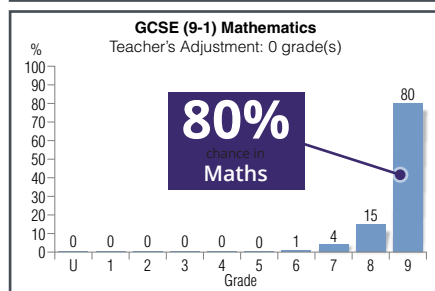 GCSE (9-1) Mathematics
Teacher's Adjustment: 0 grade(s)
%
100
90
80
70
60
50
40
30
20
10
0
80%
chance in
Maths
0 0 0 0 0 0 1 4 15 80
U 1 2 3 4 5 6 7 8 9
Grade